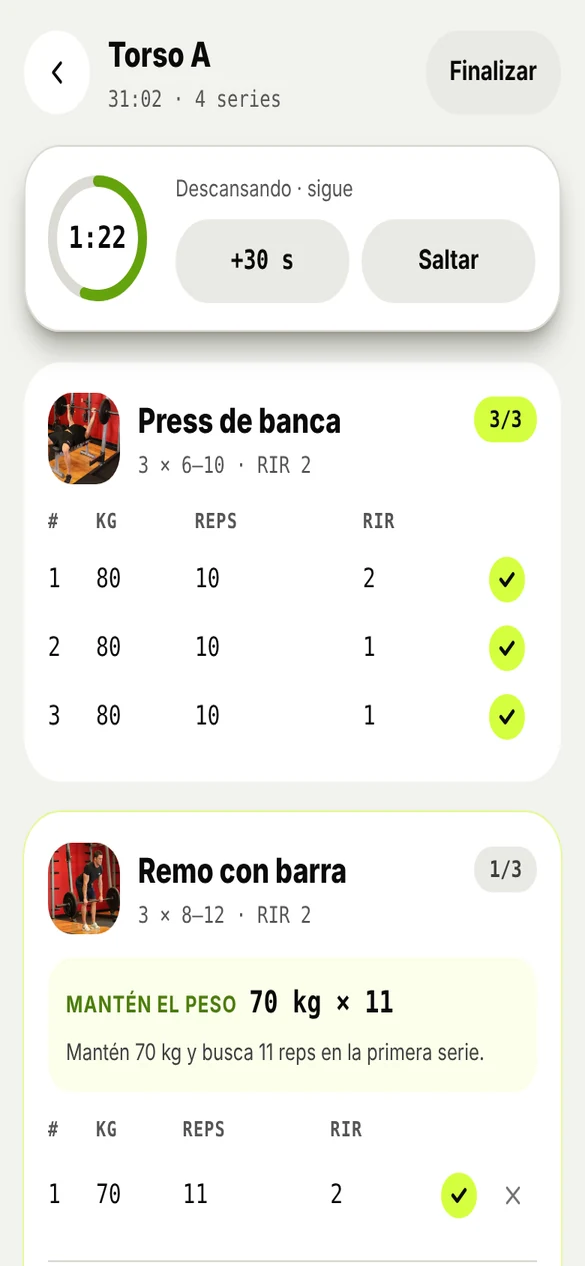 Torso A
Finalizar
31:02 · 4 series
Descansando · sigue
1:22
+30 s
Saltar
Press de banca
3/3
3 × 6–10 · RIR 2
# KG REPS RIR
1 80 10 2
2 80 10 1
3 80 10 1
Remo con barra
1/3
3 × 8–12 · RIR 2
MANTÉN EL PESO 70 kg × 11
Mantén 70 kg y busca 11 reps en la primera serie.
# KG REPS RIR
1 70 11 2